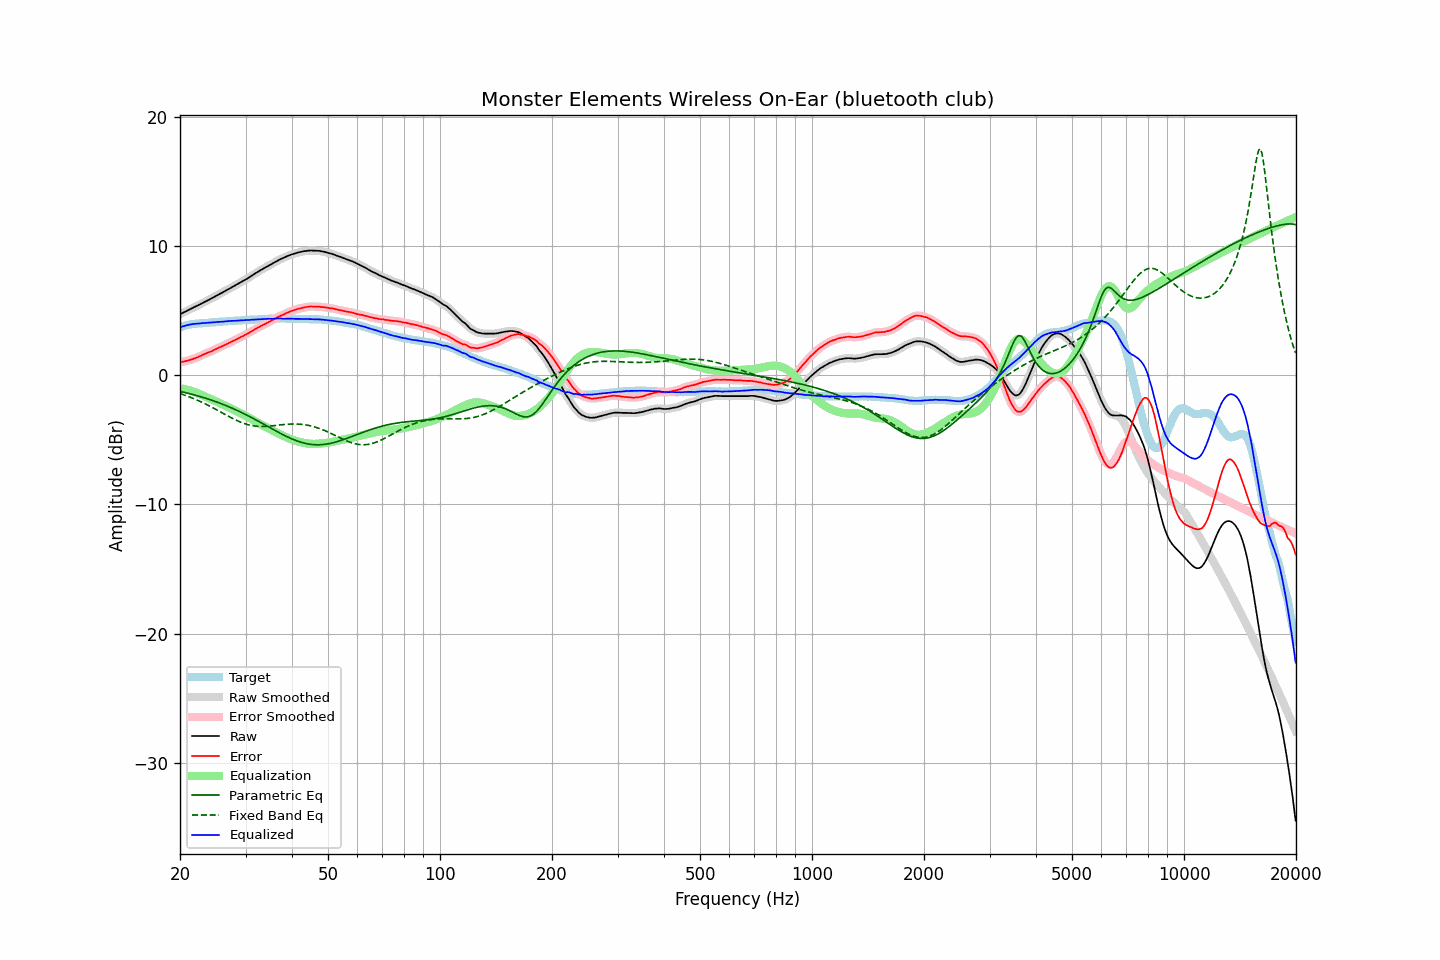 Monster Elements Wireless On-Ear (bluetooth club)
20
10
0
−10
−20
−30
Amplitude (dBr)
Target
Raw Smoothed
Error Smoothed
Raw
Error
Equalization
Parametric Eq
Fixed Band Eq
Equalized
20 50 100 200 500 1000 2000 5000 10000 20000
Frequency (Hz)